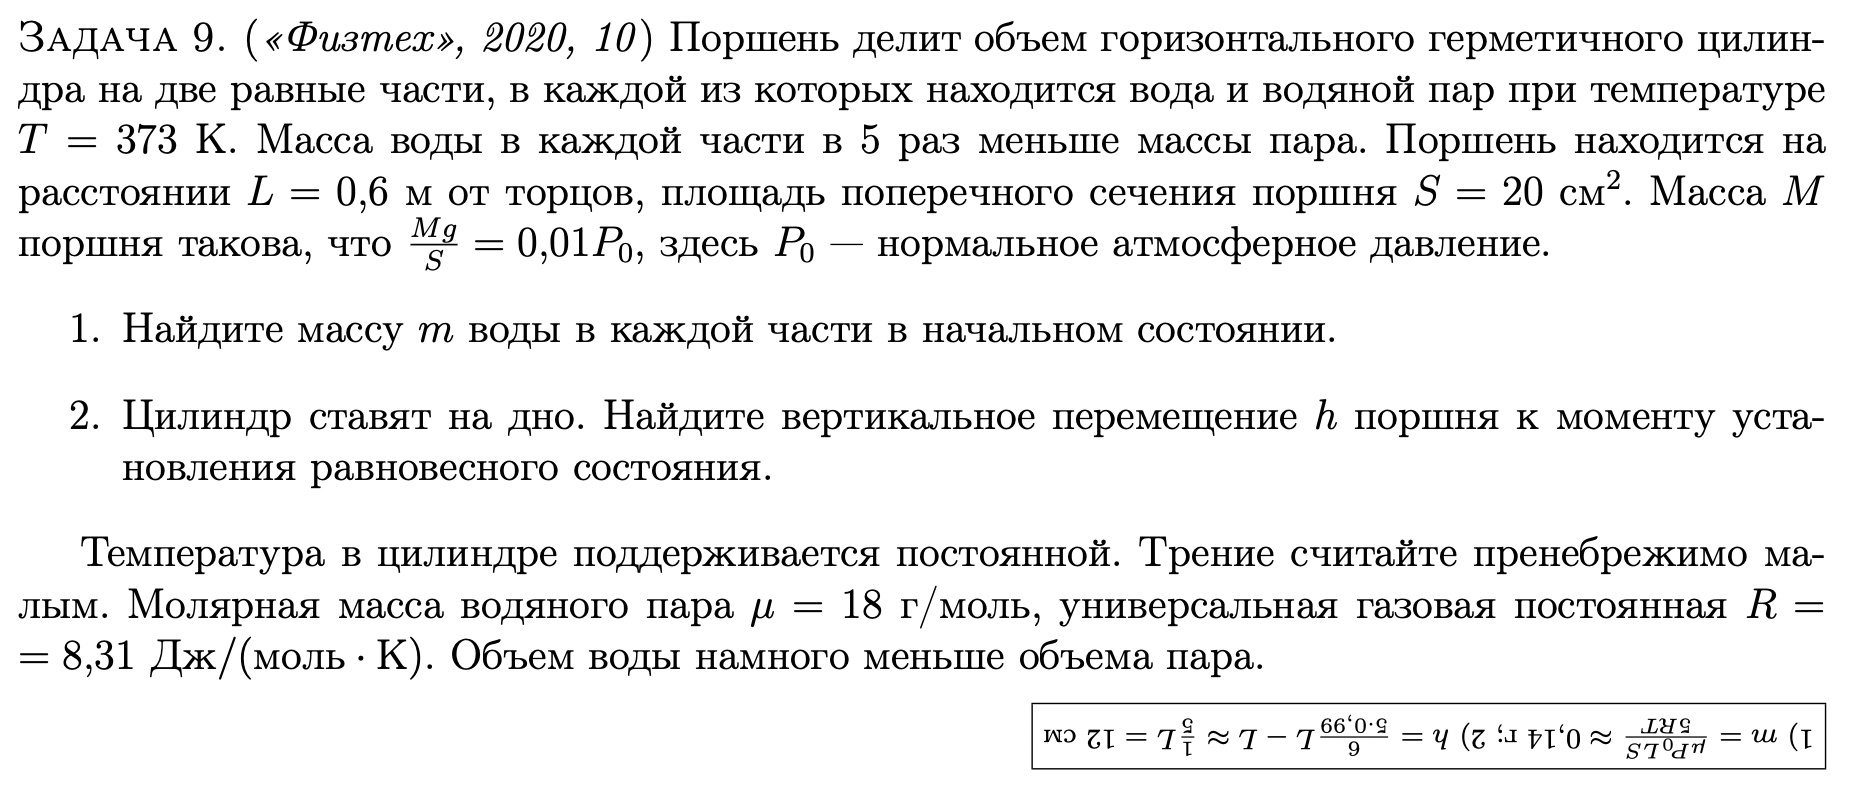 ЗАДАЧА 9. («Физтех», 2020, 10) Поршень делит объем горизонтального герметичного цилин-
дра на две равные части, в каждой из которых находится вода и водяной пар при температуре
T = 373 К. Масса воды в каждой части в 5 раз меньше массы пара. Поршень находится на
расстоянии L = 0,6 м от торцов, площадь поперечного сечения поршня S = 20 см². Масса M
поршня такова, что Mg/S = 0,01P₀, здесь P₀ — нормальное атмосферное давление.
1. Найдите массу m воды в каждой части в начальном состоянии.
2. Цилиндр ставят на дно. Найдите вертикальное перемещение h поршня к моменту уста-
новления равновесного состояния.
Температура в цилиндре поддерживается постоянной. Трение считайте пренебрежимо ма-
лым. Молярная масса водяного пара μ = 18 г/моль, универсальная газовая постоянная R =
= 8,31 Дж/(моль · К). Объем воды намного меньше объема пара.
1) m = μP₀LS/5RT ≈ 0,14 г; 2) h = 6/5·0,99 L − L ≈ 1/5 L = 12 см